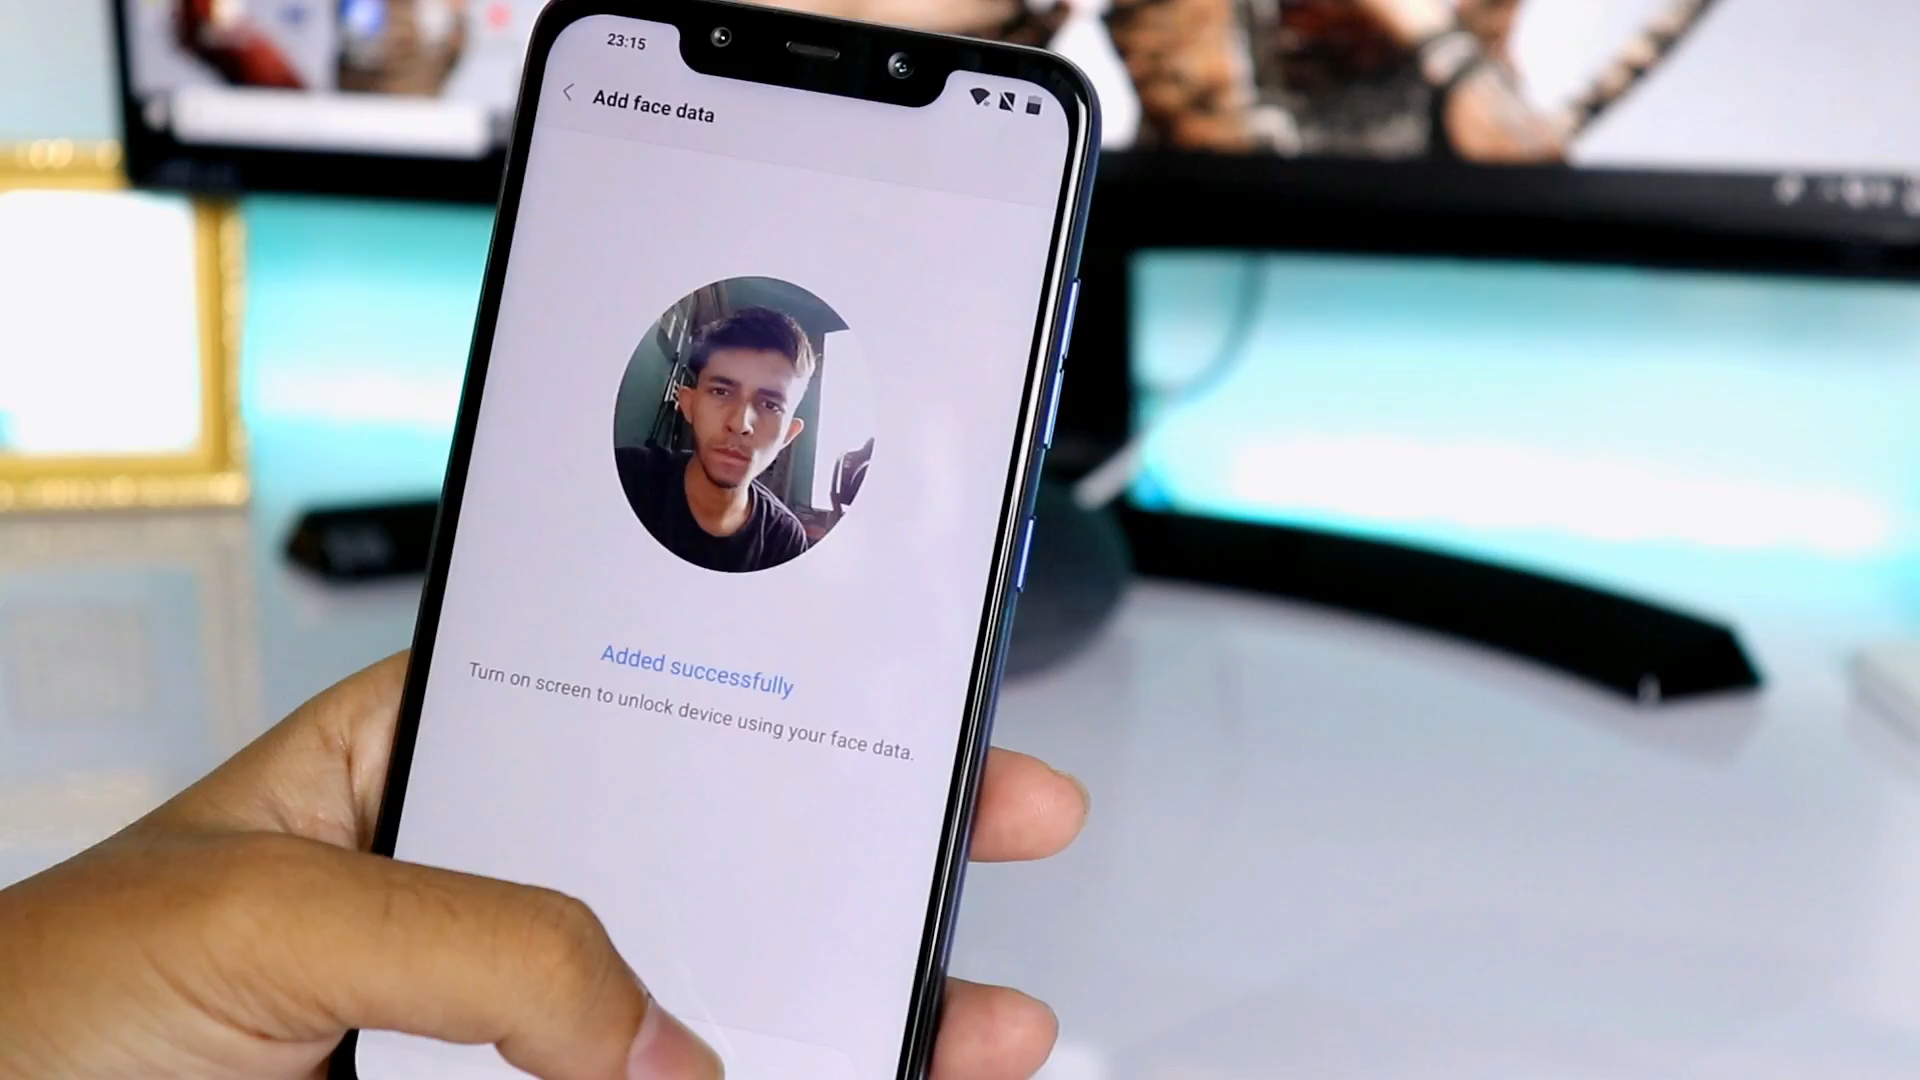 23:15
Add face data
Added successfully
Turn on screen to unlock device using your face data.